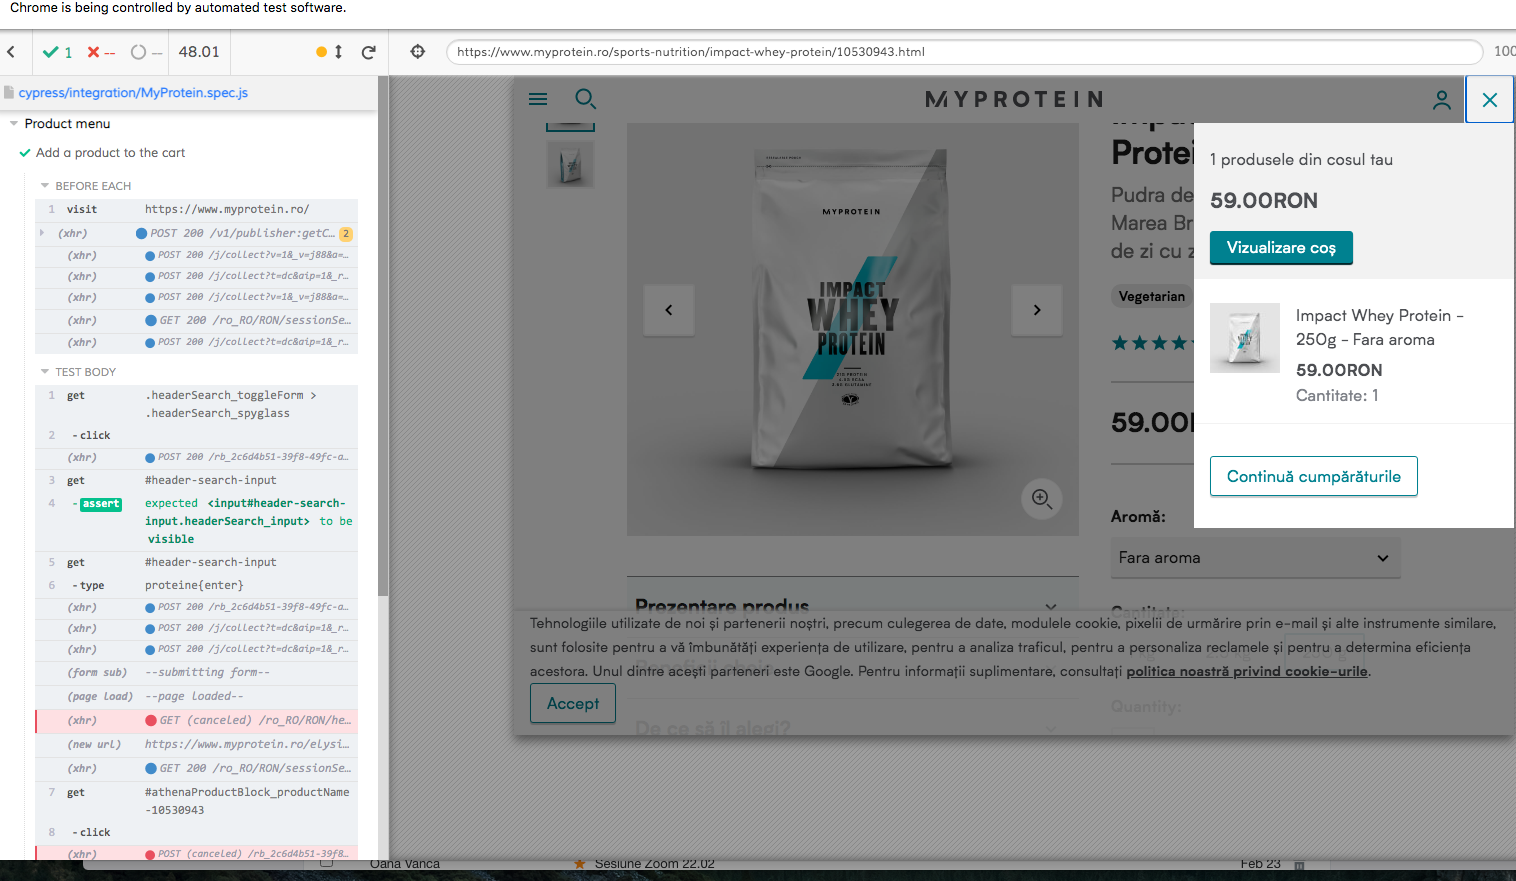 Chrome is being controlled by automated test software.
1 -- -- 48.01
https://www.myprotein.ro/sports-nutrition/impact-whey-protein/10530943.html
100
cypress/integration/MyProtein.spec.js
Product menu
Add a product to the cart
BEFORE EACH
1 visit https://www.myprotein.ro/
(xhr) POST 200 /v1/publisher:getC... 2
(xhr) POST 200 /j/collect?v=1&_v=j88&a=...
(xhr) POST 200 /j/collect?t=dc&aip=1&_r...
(xhr) POST 200 /j/collect?v=1&_v=j88&a=...
(xhr) GET 200 /ro_RO/RON/sessionSe...
(xhr) POST 200 /j/collect?t=dc&aip=1&_r...
TEST BODY
1 get .headerSearch_toggleForm >
.headerSearch_spyglass
2 -click
(xhr) POST 200 /rb_2c6d4b51-39f8-49fc-a...
3 get #header-search-input
4 -assert expected <input#header-search-
input.headerSearch_input> to be
visible
5 get #header-search-input
6 -type proteine{enter}
(xhr) POST 200 /rb_2c6d4b51-39f8-49fc-a...
(xhr) POST 200 /j/collect?t=dc&aip=1&_r...
(xhr) POST 200 /j/collect?t=dc&aip=1&_r...
(form sub) --submitting form--
(page load) --page loaded--
(xhr) GET (canceled) /ro_RO/RON/he...
(new url) https://www.myprotein.ro/elysi...
(xhr) GET 200 /ro_RO/RON/sessionSe...
7 get #athenaProductBlock_productName
-10530943
8 -click
(xhr) POST (canceled) /rb_2c6d4b51-39f8...
MYPROTEIN
Protei
Pudra de
Marea Br
de zi cu z
Vegetarian
59.00
Aromă:
Fara aroma
Cantitate:
Quantity:
MYPROTEIN
IMPACT
WHEY
PROTEIN
1 produsele din cosul tau
59.00RON
Vizualizare coș
Impact Whey Protein -
250g - Fara aroma
59.00RON
Cantitate: 1
Continuă cumpărăturile
Prezentare produs
Tehnologiile utilizate de noi și partenerii noștri, precum culegerea de date, modulele cookie, pixelii de urmărire prin e-mail și alte instrumente similare,
sunt folosite pentru a vă îmbunătăți experiența de utilizare, pentru a analiza traficul, pentru a personaliza reclamele și pentru a determina eficiența
acestora. Unul dintre acești parteneri este Google. Pentru informații suplimentare, consultați politica noastră privind cookie-urile.
Accept
De ce să îl alegi?
Oana Vanca Sesiune Zoom 22.02 Feb 23